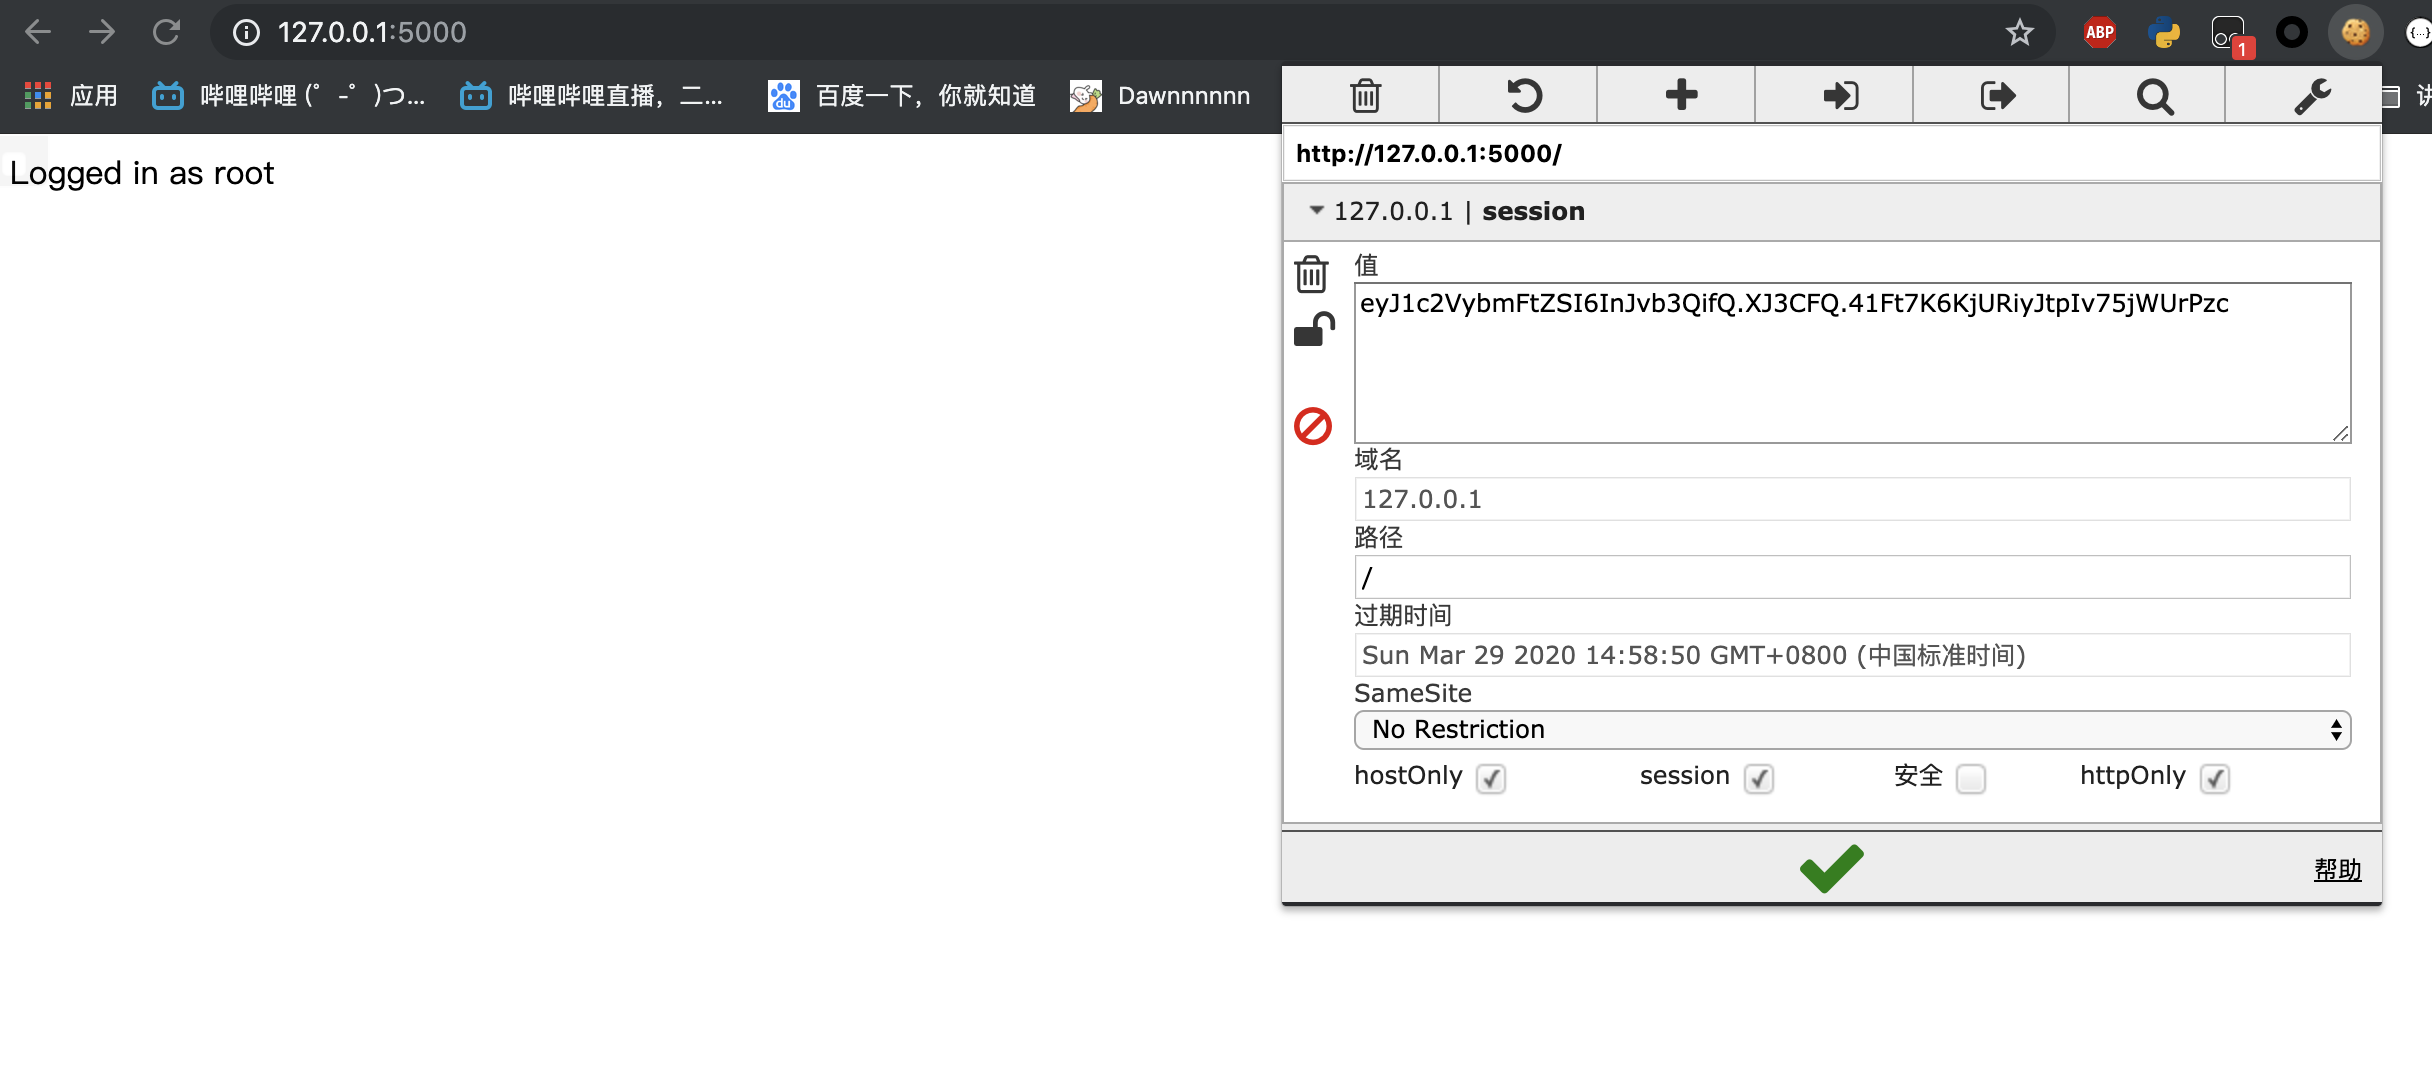 127.0.0.1:5000
ABP
1
{...}
应用
哔哩哔哩 (゜-゜)つ...
哔哩哔哩直播，二...
du
百度一下，你就知道
Dawnnnnnn
http://127.0.0.1:5000/
Logged in as root
127.0.0.1 | session
值
eyJ1c2VybmFtZSI6InJvb3QifQ.XJ3CFQ.41Ft7K6KjURiyJtpIv75jWUrPzc
域名
127.0.0.1
路径
/
过期时间
Sun Mar 29 2020 14:58:50 GMT+0800 (中国标准时间)
SameSite
No Restriction
hostOnly session 安全 httpOnly
帮助